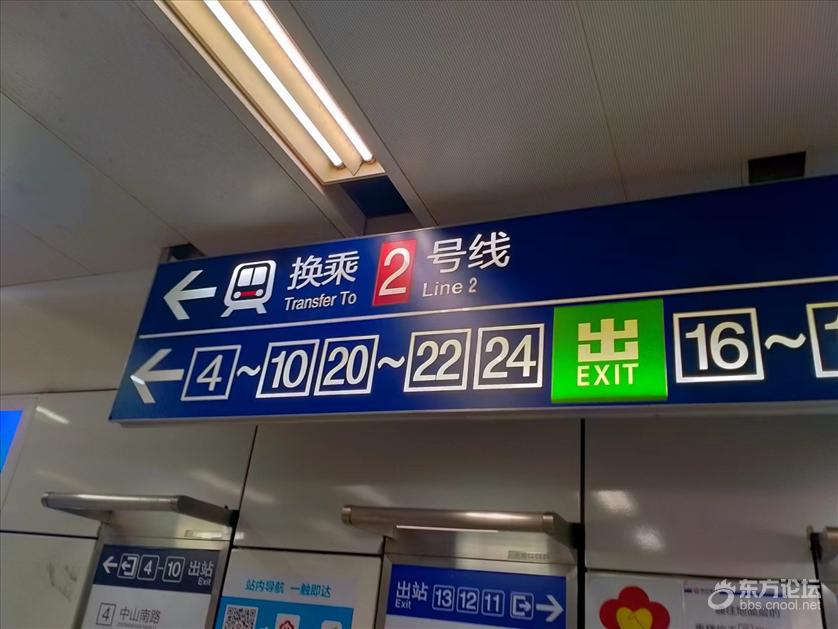 换乘 2 号线
Transfer To Line 2
4~10 20~22 24 出 EXIT 16~
4~10 出站
Exit
4 中山南路
站内导航 一触即达
出站 13 12 11
Exit
东方论坛
bbs.cnool.net